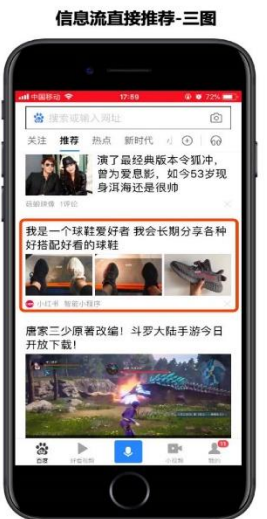 信息流直接推荐-三图
中国移动 17:59 72%
搜索或输入网址
关注 推荐 热点 新时代
演了最经典版本令狐冲，
曾为爱息影，如今53岁现
身洱海还是很帅
1评论
我是一个球鞋爱好者 我会长期分享各种
好搭配好看的球鞋
小红书 智能小程序
唐家三少原著改编！斗罗大陆手游今日
开放下载！
百度 好看视频 小视频 我的